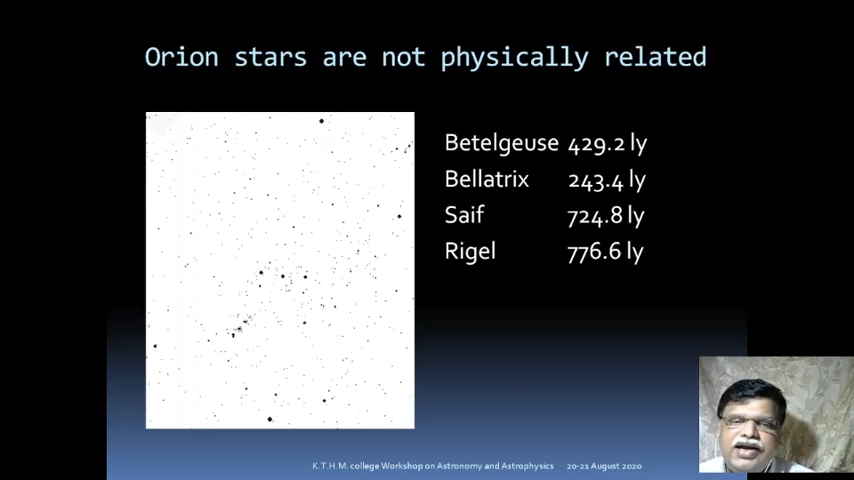 Orion stars are not physically related
Betelgeuse 429.2 ly
Bellatrix 243.4 ly
Saif 724.8 ly
Rigel 776.6 ly
K.T.H.M. college Workshop on Astronomy and Astrophysics 20-21 August 2020